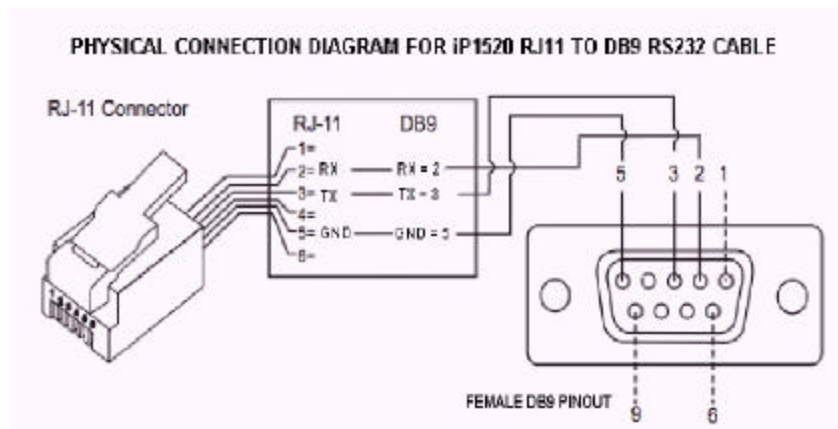 PHYSICAL CONNECTION DIAGRAM FOR iP1520 RJ11 TO DB9 RS232 CABLE
RJ-11 Connector
RJ-11 DB9
1=
2= RX RX = 2
3= TX TX - 3
4=
5= GND GND = 5
6=
5 3 2 1
FEMALE DB9 PINOUT
9 6